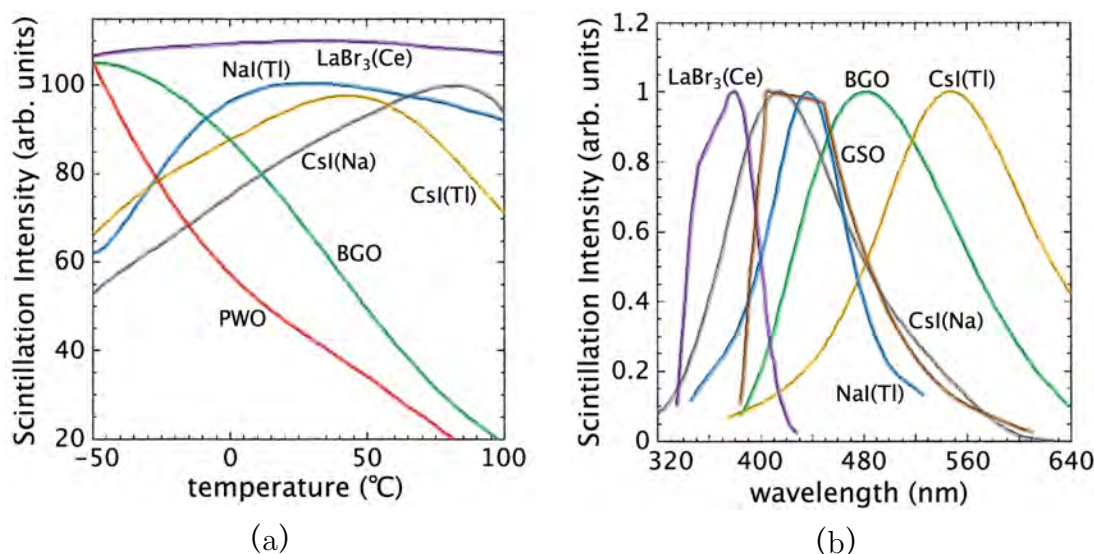 Scintillation Intensity (arb. units)
100
80
60
40
20
−50
0
50
100
temperature (℃)
LaBr₃(Ce)
NaI(Tl)
CsI(Na)
CsI(Tl)
BGO
PWO
(a)
Scintillation Intensity (arb. units)
1.2
1
0.8
0.6
0.4
0.2
0
320
400
480
560
640
wavelength (nm)
LaBr₃(Ce)
BGO
CsI(Tl)
GSO
CsI(Na)
NaI(Tl)
(b)